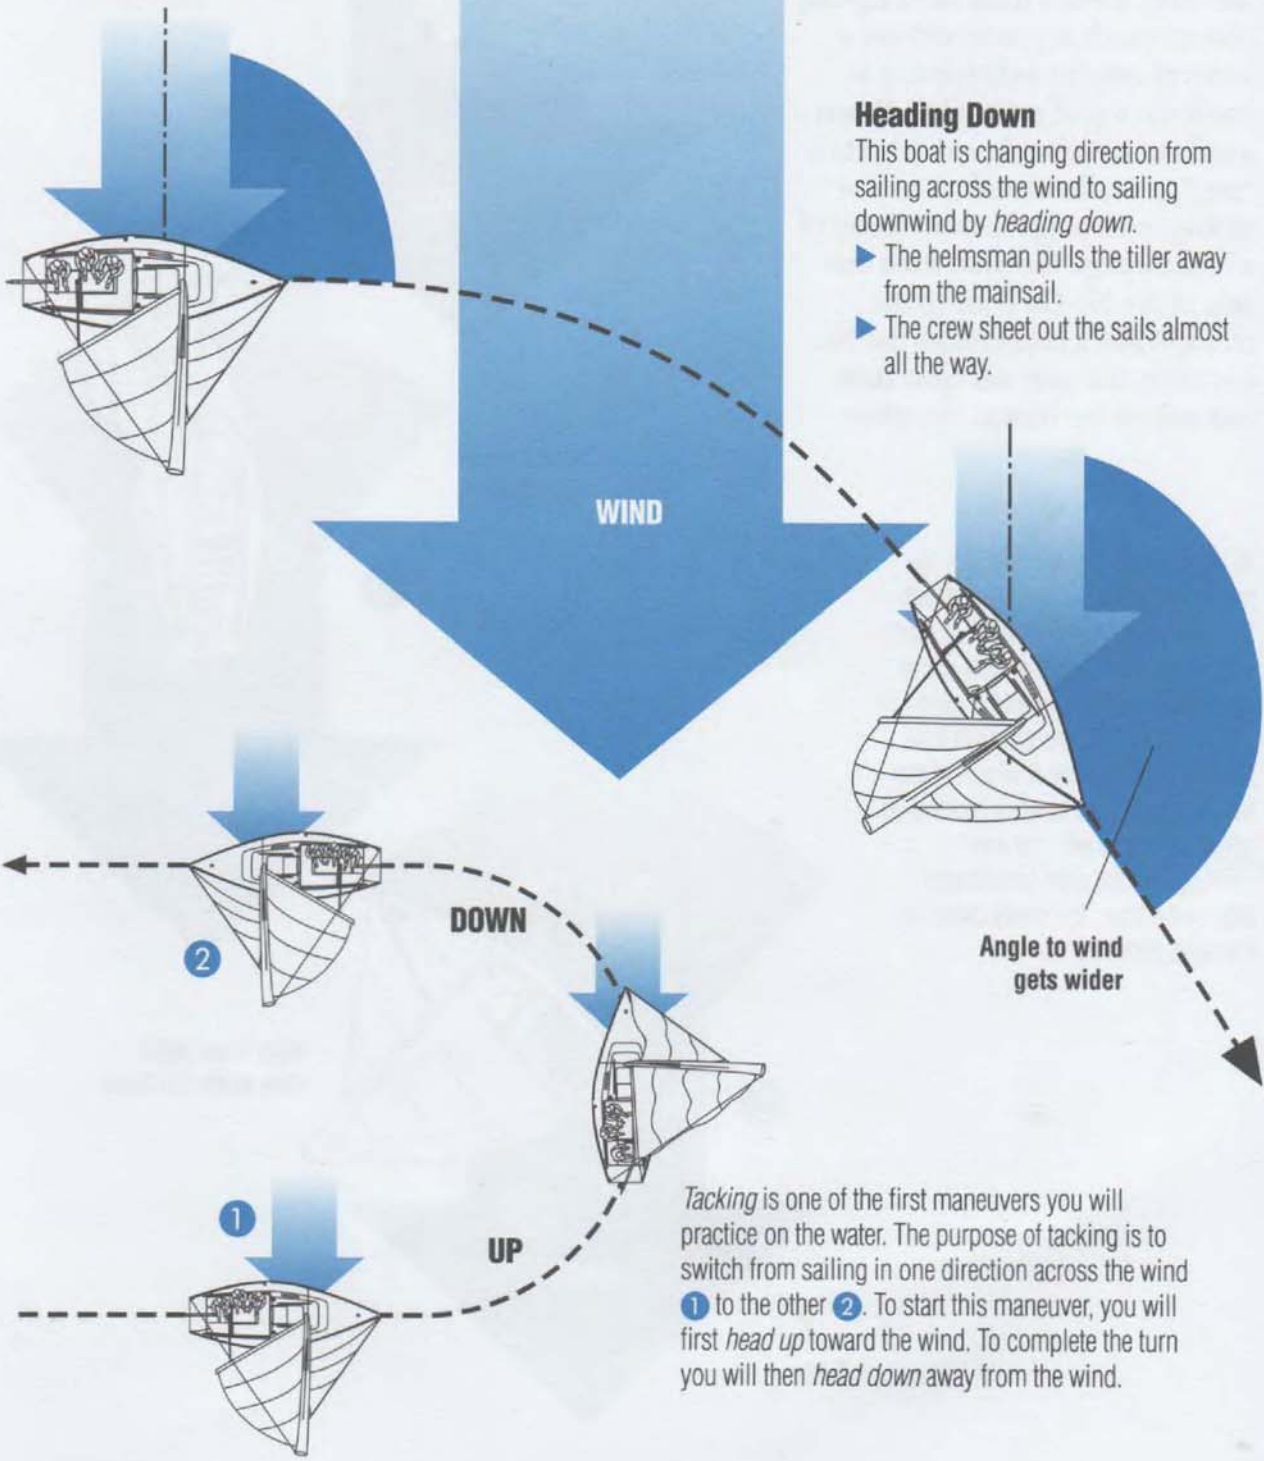 Heading Down
This boat is changing direction from
sailing across the wind to sailing
downwind by heading down.
▶ The helmsman pulls the tiller away
from the mainsail.
▶ The crew sheet out the sails almost
all the way.
WIND
Angle to wind
gets wider
DOWN
2
1
UP
Tacking is one of the first maneuvers you will
practice on the water. The purpose of tacking is to
switch from sailing in one direction across the wind
1 to the other 2. To start this maneuver, you will
first head up toward the wind. To complete the turn
you will then head down away from the wind.